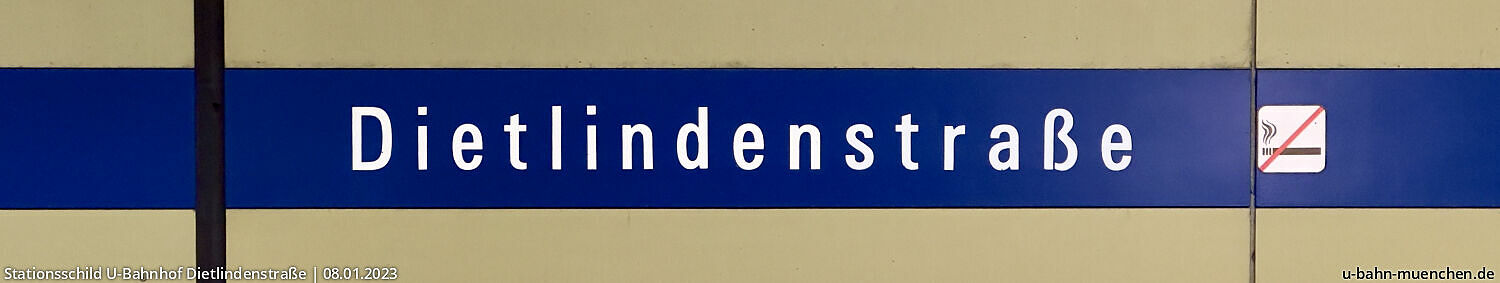 Dietlindenstraße
Stationsschild U-Bahnhof Dietlindenstraße | 08.01.2023
u-bahn-muenchen.de